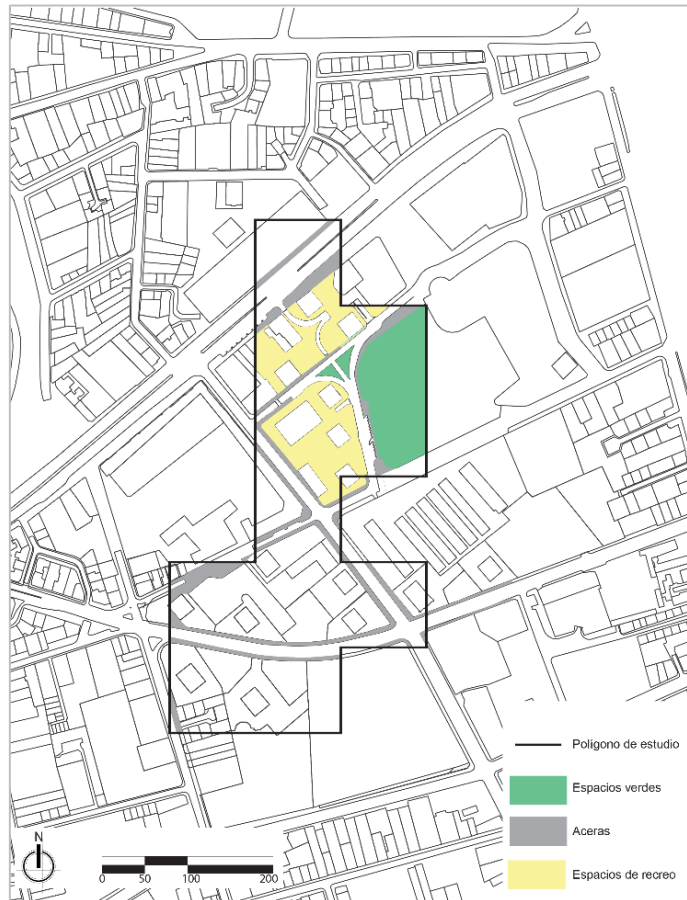 Polígono de estudio
Espacios verdes
Aceras
Espacios de recreo
N
0 50 100 200